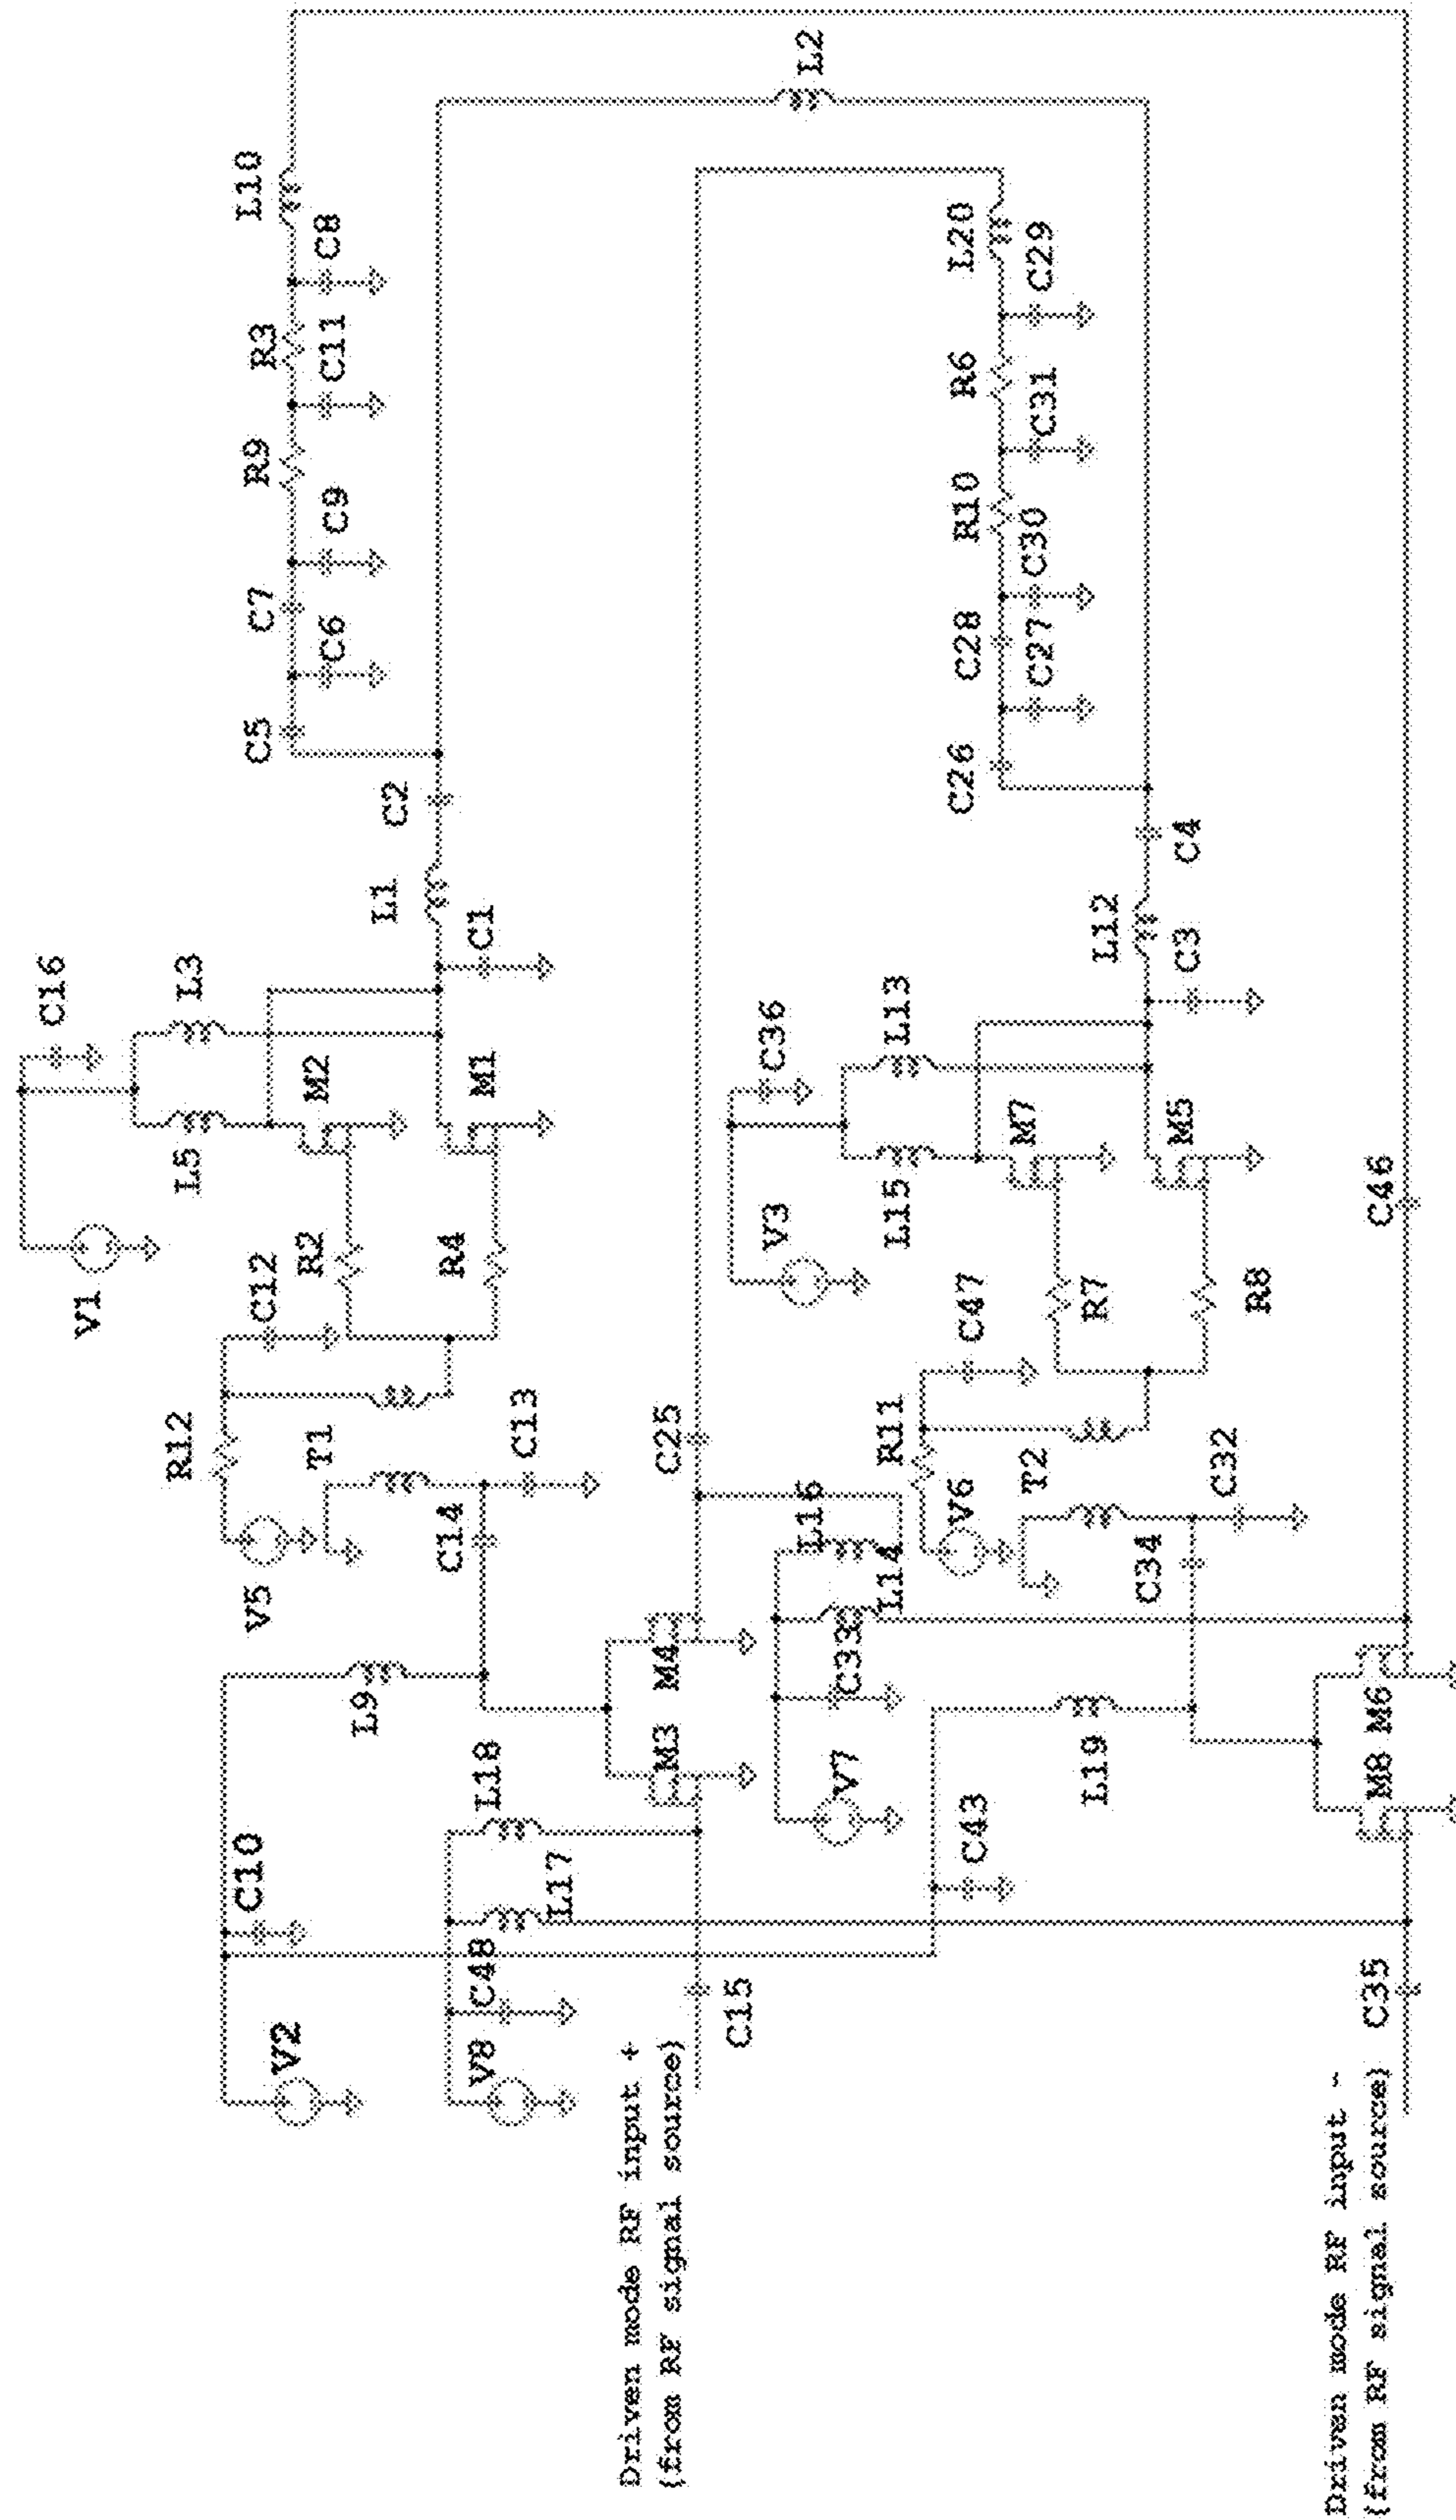 C16
V1
R12
L5
L3
C10
V5
C12
C5
C7
R9
R3
L10
V2
T1
R2
M2
C6
C9
C11
C8
L9
L1
C2
C14
R4
V8
C48
L18
M1
C1
C13
L17
Driven mode RF input +
(from RF signal source)
M3
M4
C25
C15
V3
C36
L2
L16
V7
C33
L14
R11
L15
L13
V6
C47
C26
C28
R10
R6
L20
C43
T2
M7
C27
C30
C31
C29
L19
R7
L12
C34
M5
C3
C4
C32
R8
Driven mode RF input -
(from RF signal source)
C35
M8
M6
C46